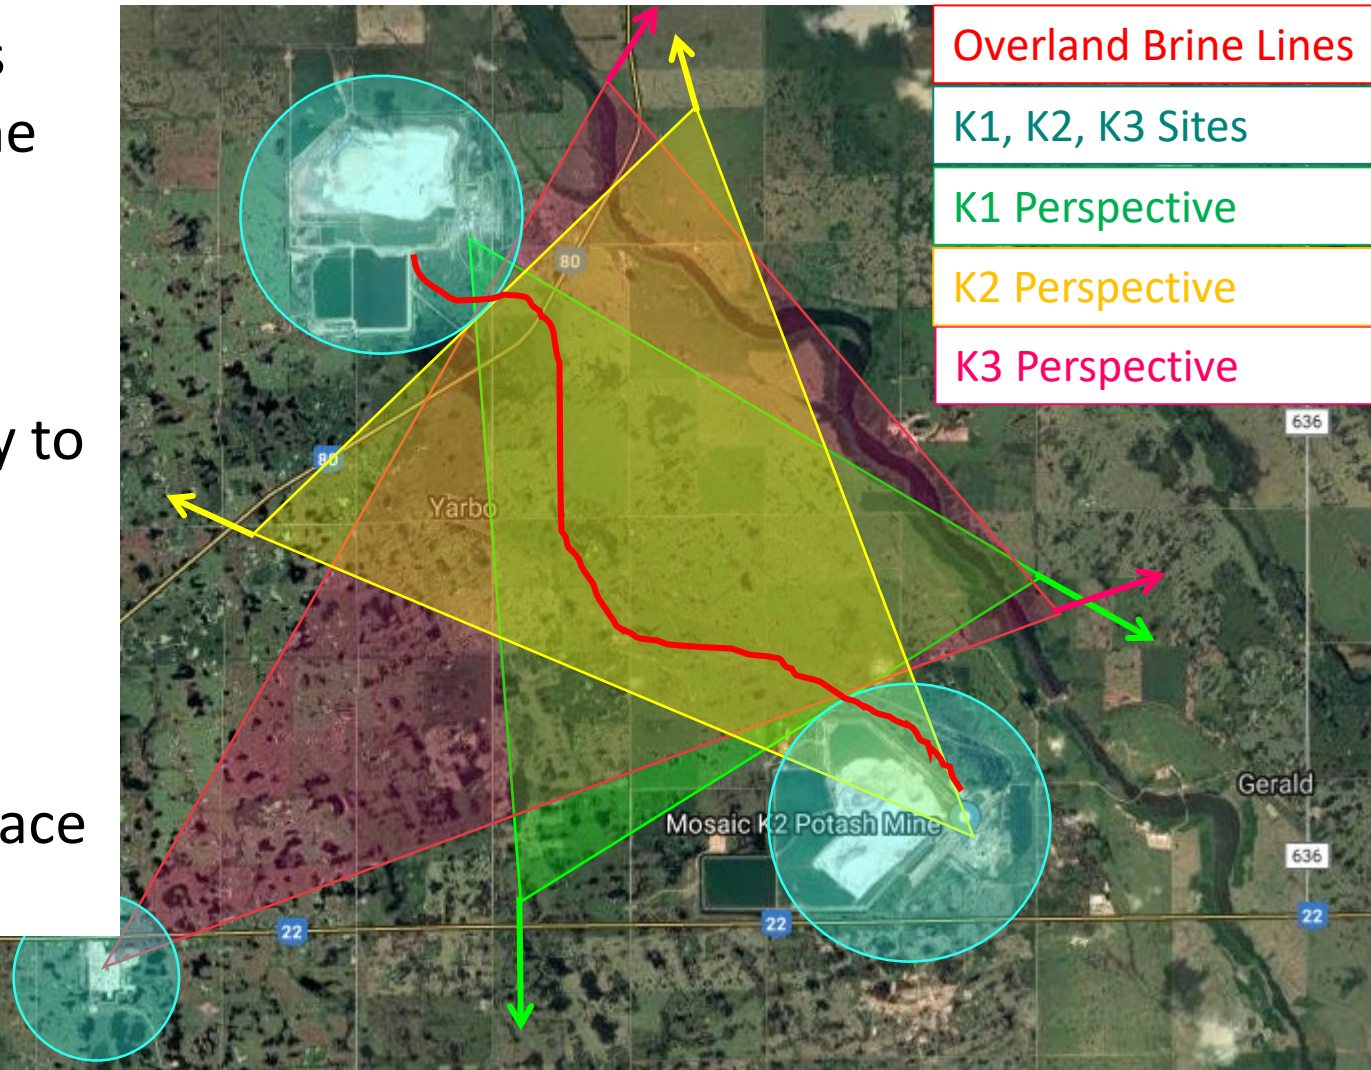 s
ne
y to
ace
Overland Brine Lines
K1, K2, K3 Sites
K1 Perspective
K2 Perspective
K3 Perspective
80
636
80
Yarbo
Gerald
Mosaic K2 Potash Mine
636
22
22
22